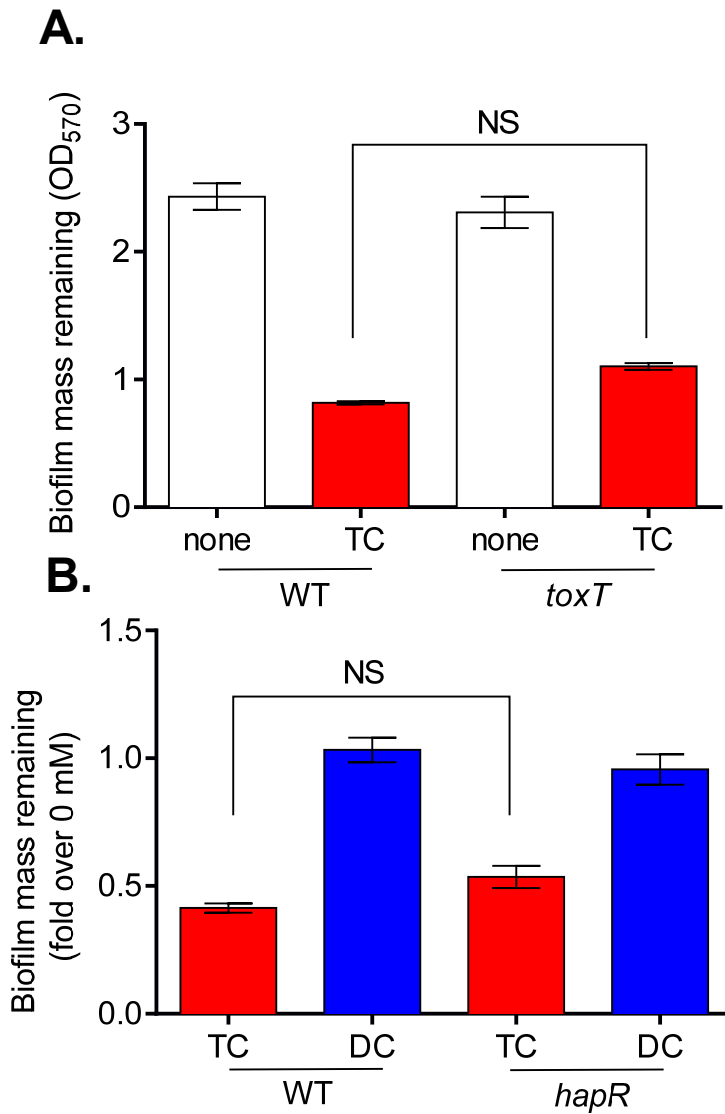 A.
Biofilm mass remaining (OD570)
3
2
1
0
NS
none TC none TC
WT toxT
B.
Biofilm mass remaining
(fold over 0 mM)
1.5
1.0
0.5
0.0
NS
TC DC TC DC
WT hapR